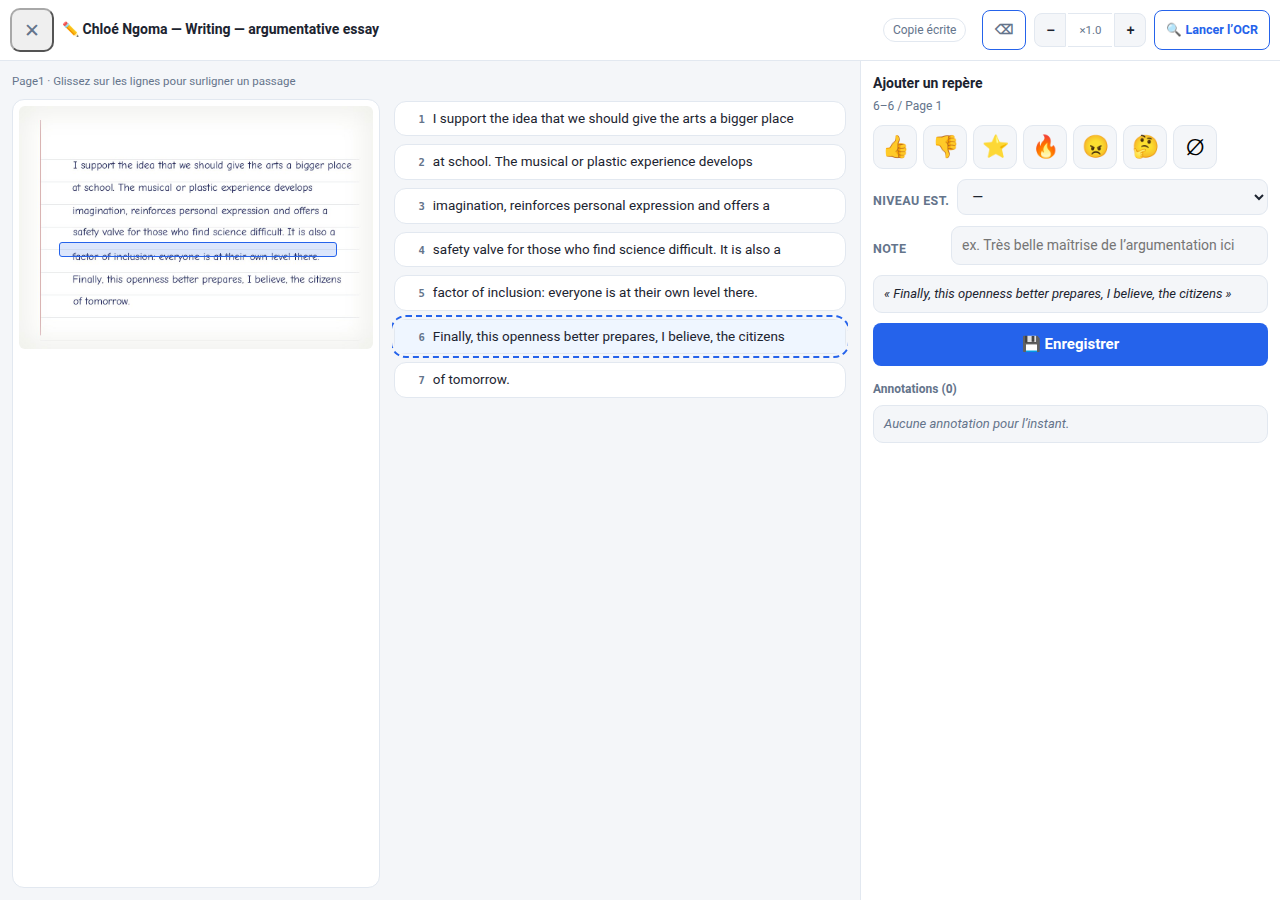 ✕ ✏️ Chloé Ngoma — Writing — argumentative essay
Copie écrite
⌫
− ×1.0 +
🔍 Lancer l'OCR
Page1 · Glissez sur les lignes pour surligner un passage
I support the idea that we should give the arts a bigger place
at school. The musical or plastic experience develops
imagination, reinforces personal expression and offers a
safety valve for those who find science difficult. It is also a
factor of inclusion: everyone is at their own level there.
Finally, this openness better prepares, I believe, the citizens
of tomorrow.
1 I support the idea that we should give the arts a bigger place
2 at school. The musical or plastic experience develops
3 imagination, reinforces personal expression and offers a
4 safety valve for those who find science difficult. It is also a
5 factor of inclusion: everyone is at their own level there.
6 Finally, this openness better prepares, I believe, the citizens
7 of tomorrow.
Ajouter un repère
6–6 / Page 1
👍 👎 ⭐ 🔥 😠 🤔 ∅
NIVEAU EST. —
NOTE ex. Très belle maîtrise de l'argumentation ici
« Finally, this openness better prepares, I believe, the citizens »
💾 Enregistrer
Annotations (0)
Aucune annotation pour l'instant.